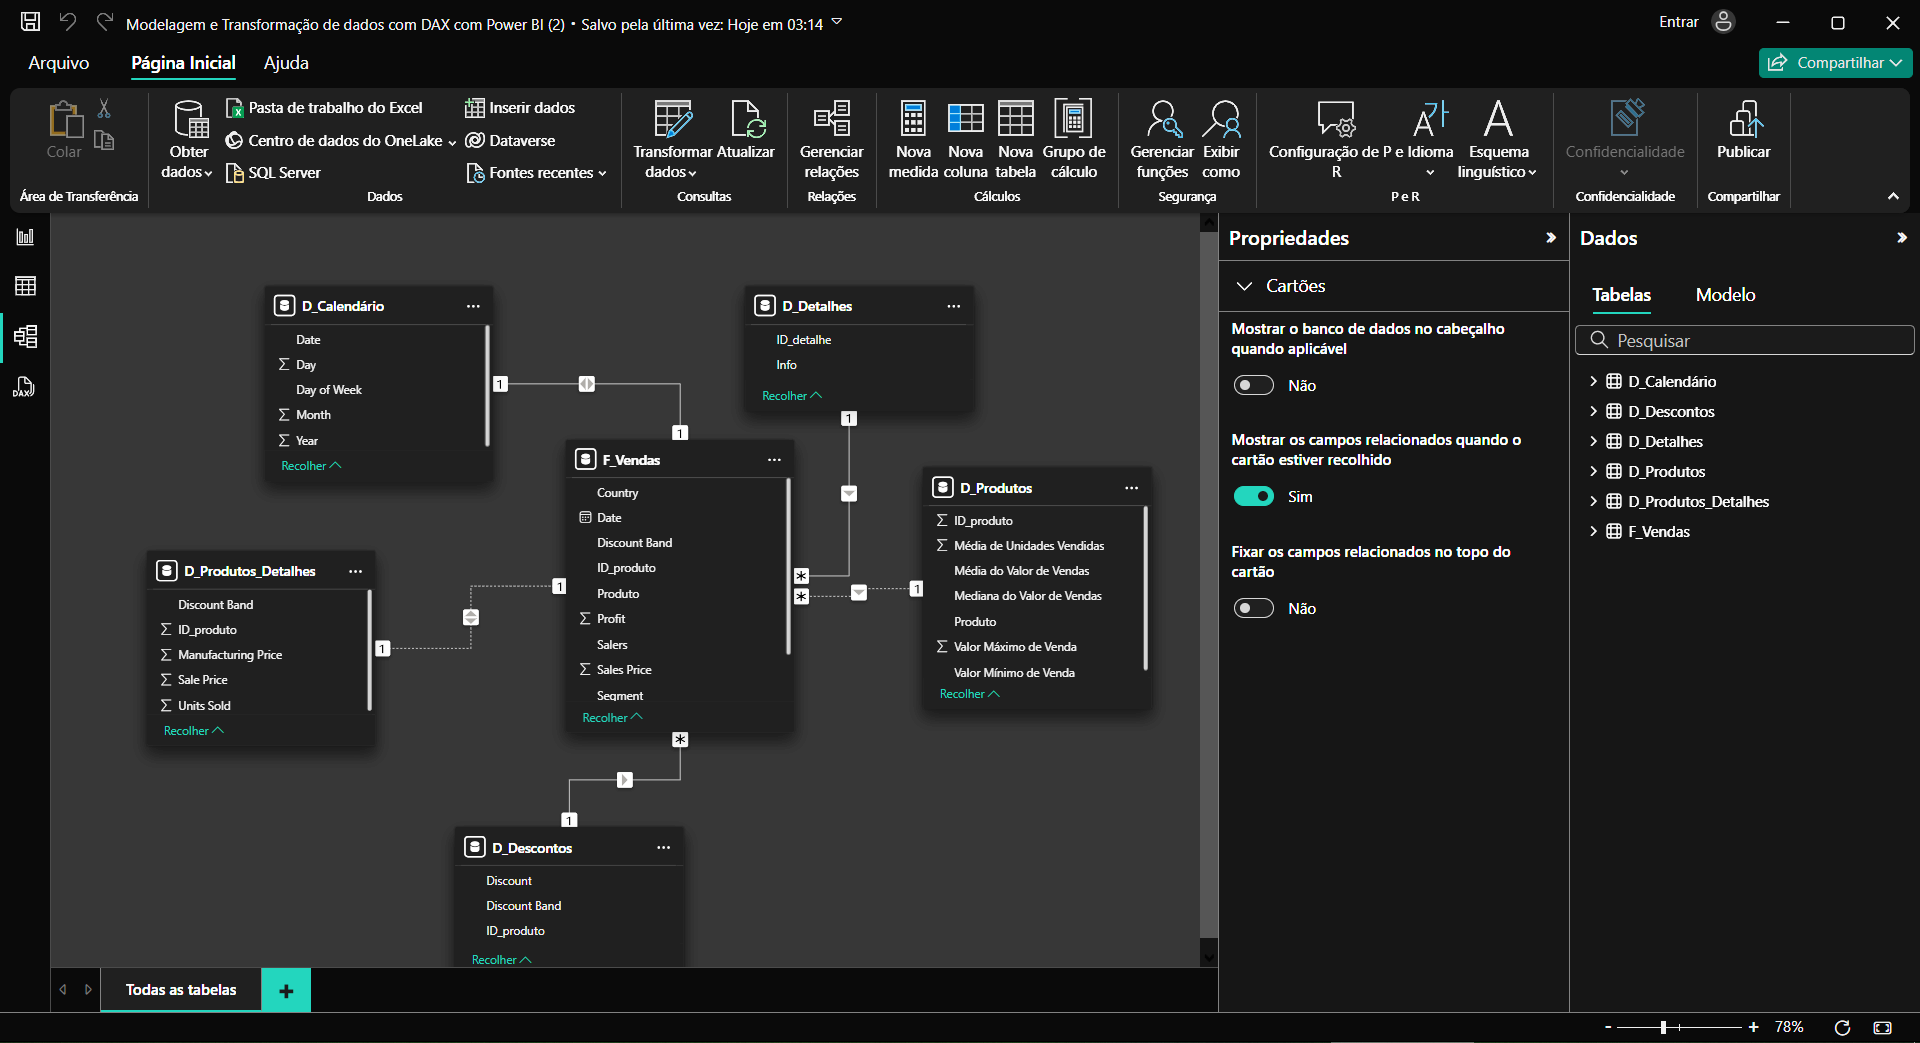 Modelagem e Transformação de dados com DAX com Power BI (2) • Salvo pela última vez: Hoje em 03:14
Entrar
Arquivo
Página Inicial
Ajuda
Compartilhar
Colar
Área de Transferência
Obter
dados
Pasta de trabalho do Excel
Centro de dados do OneLake
SQL Server
Inserir dados
Dataverse
Fontes recentes
Dados
Transformar
dados
Atualizar
Consultas
Gerenciar
relações
Relações
Nova
medida
Nova
coluna
Nova
tabela
Grupo de
cálculo
Cálculos
Gerenciar
funções
Exibir
como
Segurança
Configuração de P e
R
Idioma
Esquema
linguístico
P e R
Confidencialidade
Confidencialidade
Publicar
Compartilhar
DAX
D_Calendário
Date
Day
Day of Week
Month
Year
Recolher
1
1
D_Detalhes
ID_detalhe
Info
Recolher
1
*
F_Vendas
Country
Date
Discount Band
ID_produto
Produto
Profit
Salers
Sales Price
Segment
Recolher
D_Produtos
ID_produto
Média de Unidades Vendidas
Média do Valor de Vendas
Mediana do Valor de Vendas
Produto
Valor Máximo de Venda
Valor Mínimo de Venda
Recolher
*
1
D_Produtos_Detalhes
Discount Band
ID_produto
Manufacturing Price
Sale Price
Units Sold
Recolher
1
1
*
1
D_Descontos
Discount
Discount Band
ID_produto
Recolher
Propriedades
Cartões
Mostrar o banco de dados no cabeçalho
quando aplicável
Não
Mostrar os campos relacionados quando o
cartão estiver recolhido
Sim
Fixar os campos relacionados no topo do
cartão
Não
Dados
Tabelas
Modelo
Pesquisar
D_Calendário
D_Descontos
D_Detalhes
D_Produtos
D_Produtos_Detalhes
F_Vendas
Todas as tabelas
+
- + 78%